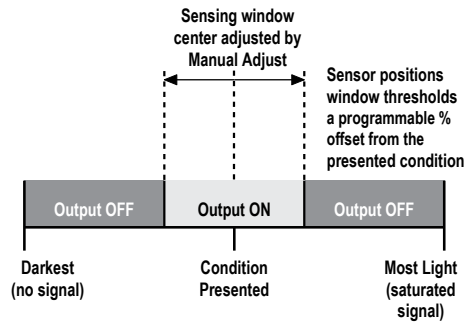 Sensing window
center adjusted by
Manual Adjust
Sensor positions
window thresholds
a programmable %
offset from the
presented condition
Output OFF
Output ON
Output OFF
Darkest
(no signal)
Condition
Presented
Most Light
(saturated
signal)